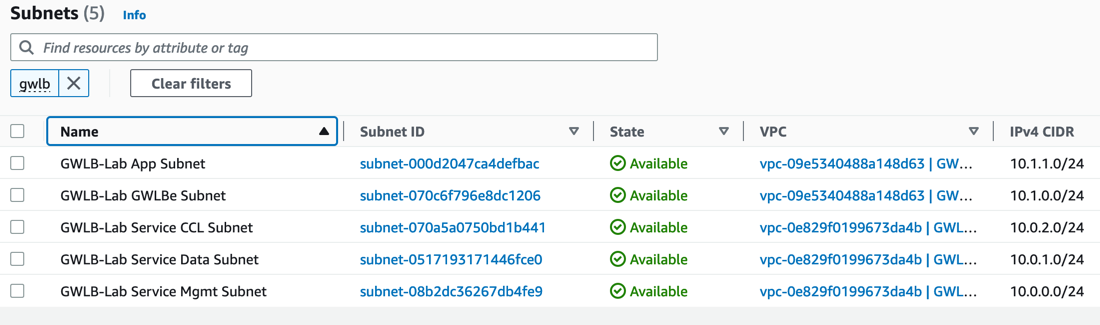 Subnets (5) Info
Find resources by attribute or tag
gwlb Clear filters
Name Subnet ID State VPC IPv4 CIDR
GWLB-Lab App Subnet subnet-000d2047ca4defbac Available vpc-09e5340488a148d63 | GW... 10.1.1.0/24
GWLB-Lab GWLBe Subnet subnet-070c6f796e8dc1206 Available vpc-09e5340488a148d63 | GW... 10.1.0.0/24
GWLB-Lab Service CCL Subnet subnet-070a5a0750bd1b441 Available vpc-0e829f0199673da4b | GWL... 10.0.2.0/24
GWLB-Lab Service Data Subnet subnet-0517193171446fce0 Available vpc-0e829f0199673da4b | GWL... 10.0.1.0/24
GWLB-Lab Service Mgmt Subnet subnet-08b2dc36267db4fe9 Available vpc-0e829f0199673da4b | GWL... 10.0.0.0/24